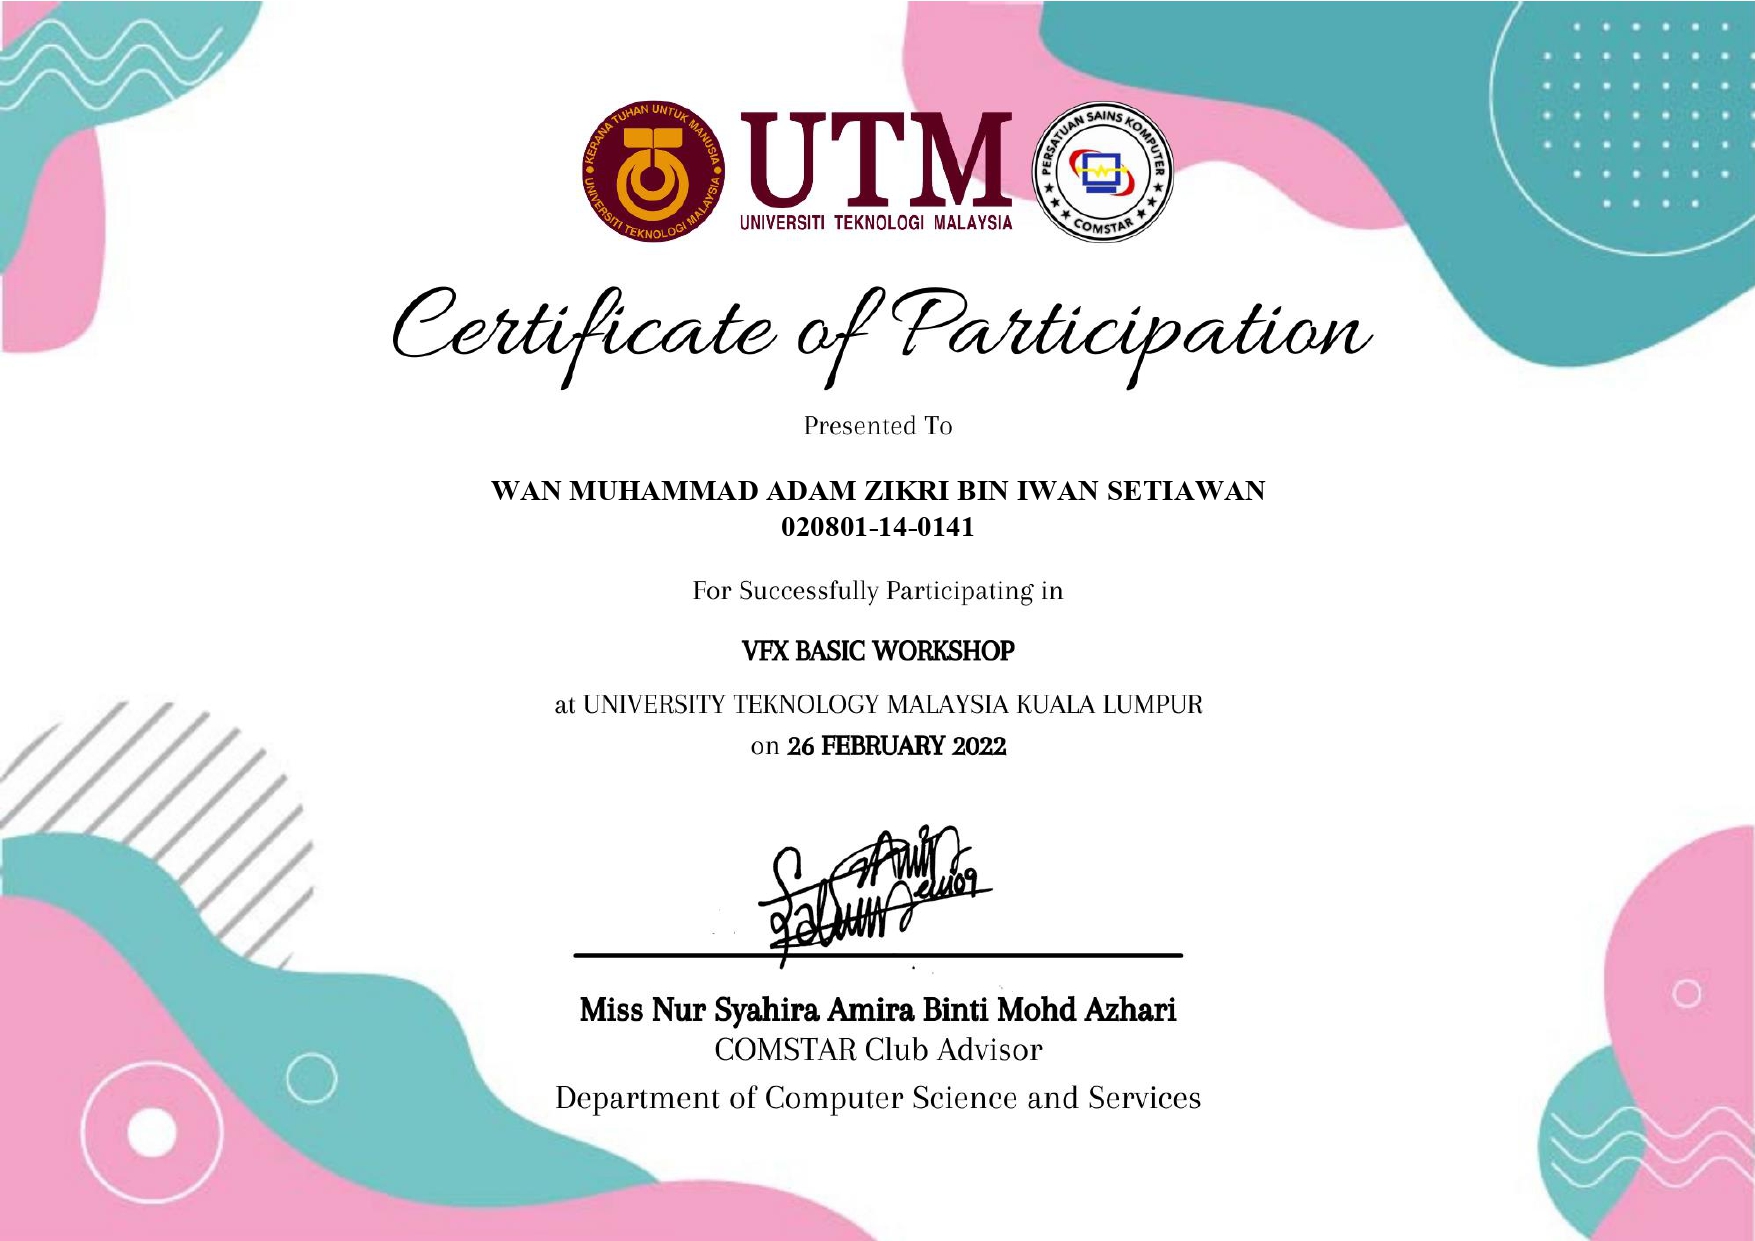 KERANA TUHAN UNTUK MANUSIA
UNIVERSITI TEKNOLOGI MALAYSIA
UTM
UNIVERSITI TEKNOLOGI MALAYSIA
PERSATUAN SAINS KOMPUTER
COMSTAR
Certificate of Participation
Presented To
WAN MUHAMMAD ADAM ZIKRI BIN IWAN SETIAWAN
020801-14-0141
For Successfully Participating in
VFX BASIC WORKSHOP
at UNIVERSITY TEKNOLOGY MALAYSIA KUALA LUMPUR
on 26 FEBRUARY 2022
Miss Nur Syahira Amira Binti Mohd Azhari
COMSTAR Club Advisor
Department of Computer Science and Services